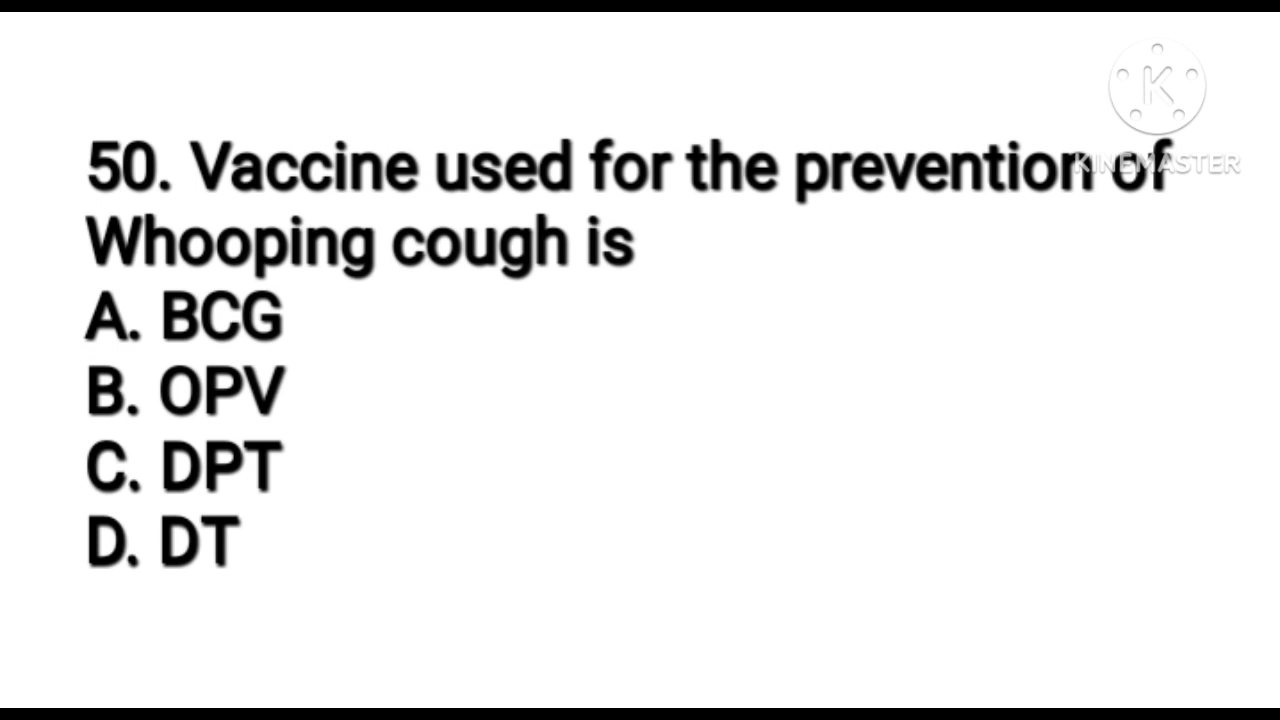 K
KINEMASTER
50. Vaccine used for the prevention of
Whooping cough is
A. BCG
B. OPV
C. DPT
D. DT